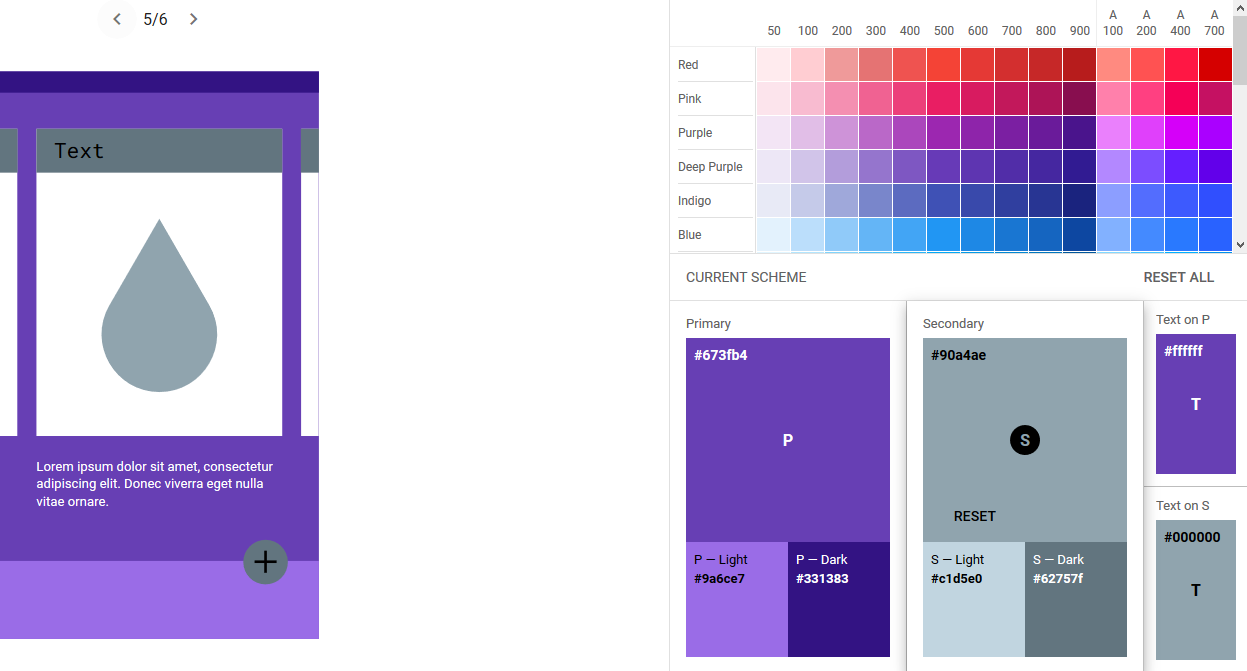 5/6
Text
Lorem ipsum dolor sit amet, consectetur
adipiscing elit. Donec viverra eget nulla
vitae ornare.
50 100 200 300 400 500 600 700 800 900 A 100 A 200 A 400 A 700
Red
Pink
Purple
Deep Purple
Indigo
Blue
CURRENT SCHEME RESET ALL
Primary
#673fb4
P
P — Light
#9a6ce7
P — Dark
#331383
Secondary
#90a4ae
S
RESET
S — Light
#c1d5e0
S — Dark
#62757f
Text on P
#ffffff
T
Text on S
#000000
T